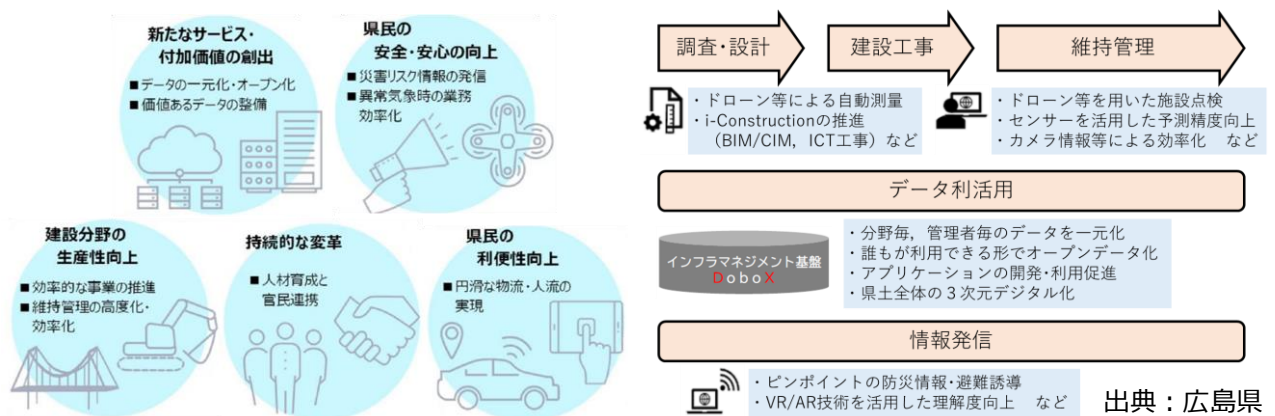 新たなサービス・
付加価値の創出
■データの一元化・オープン化
■価値あるデータの整備
県民の
安全・安心の向上
■災害リスク情報の発信
■異常気象時の業務
効率化
建設分野の
生産性向上
■効率的な事業の推進
■維持管理の高度化・
効率化
持続的な変革
■人材育成と
官民連携
県民の
利便性向上
■円滑な物流・人流の
実現
調査・設計
建設工事
維持管理
・ドローン等による自動測量
・i-Constructionの推進
（BIM/CIM，ICT工事）など
・ドローン等を用いた施設点検
・センサーを活用した予測精度向上
・カメラ情報等による効率化　など
データ利活用
インフラマネジメント基盤
DoboX
・分野毎，管理者毎のデータを一元化
・誰もが利用できる形でオープンデータ化
・アプリケーションの開発・利用促進
・県土全体の３次元デジタル化
情報発信
・ピンポイントの防災情報・避難誘導
・VR/AR技術を活用した理解度向上　など
出典：広島県